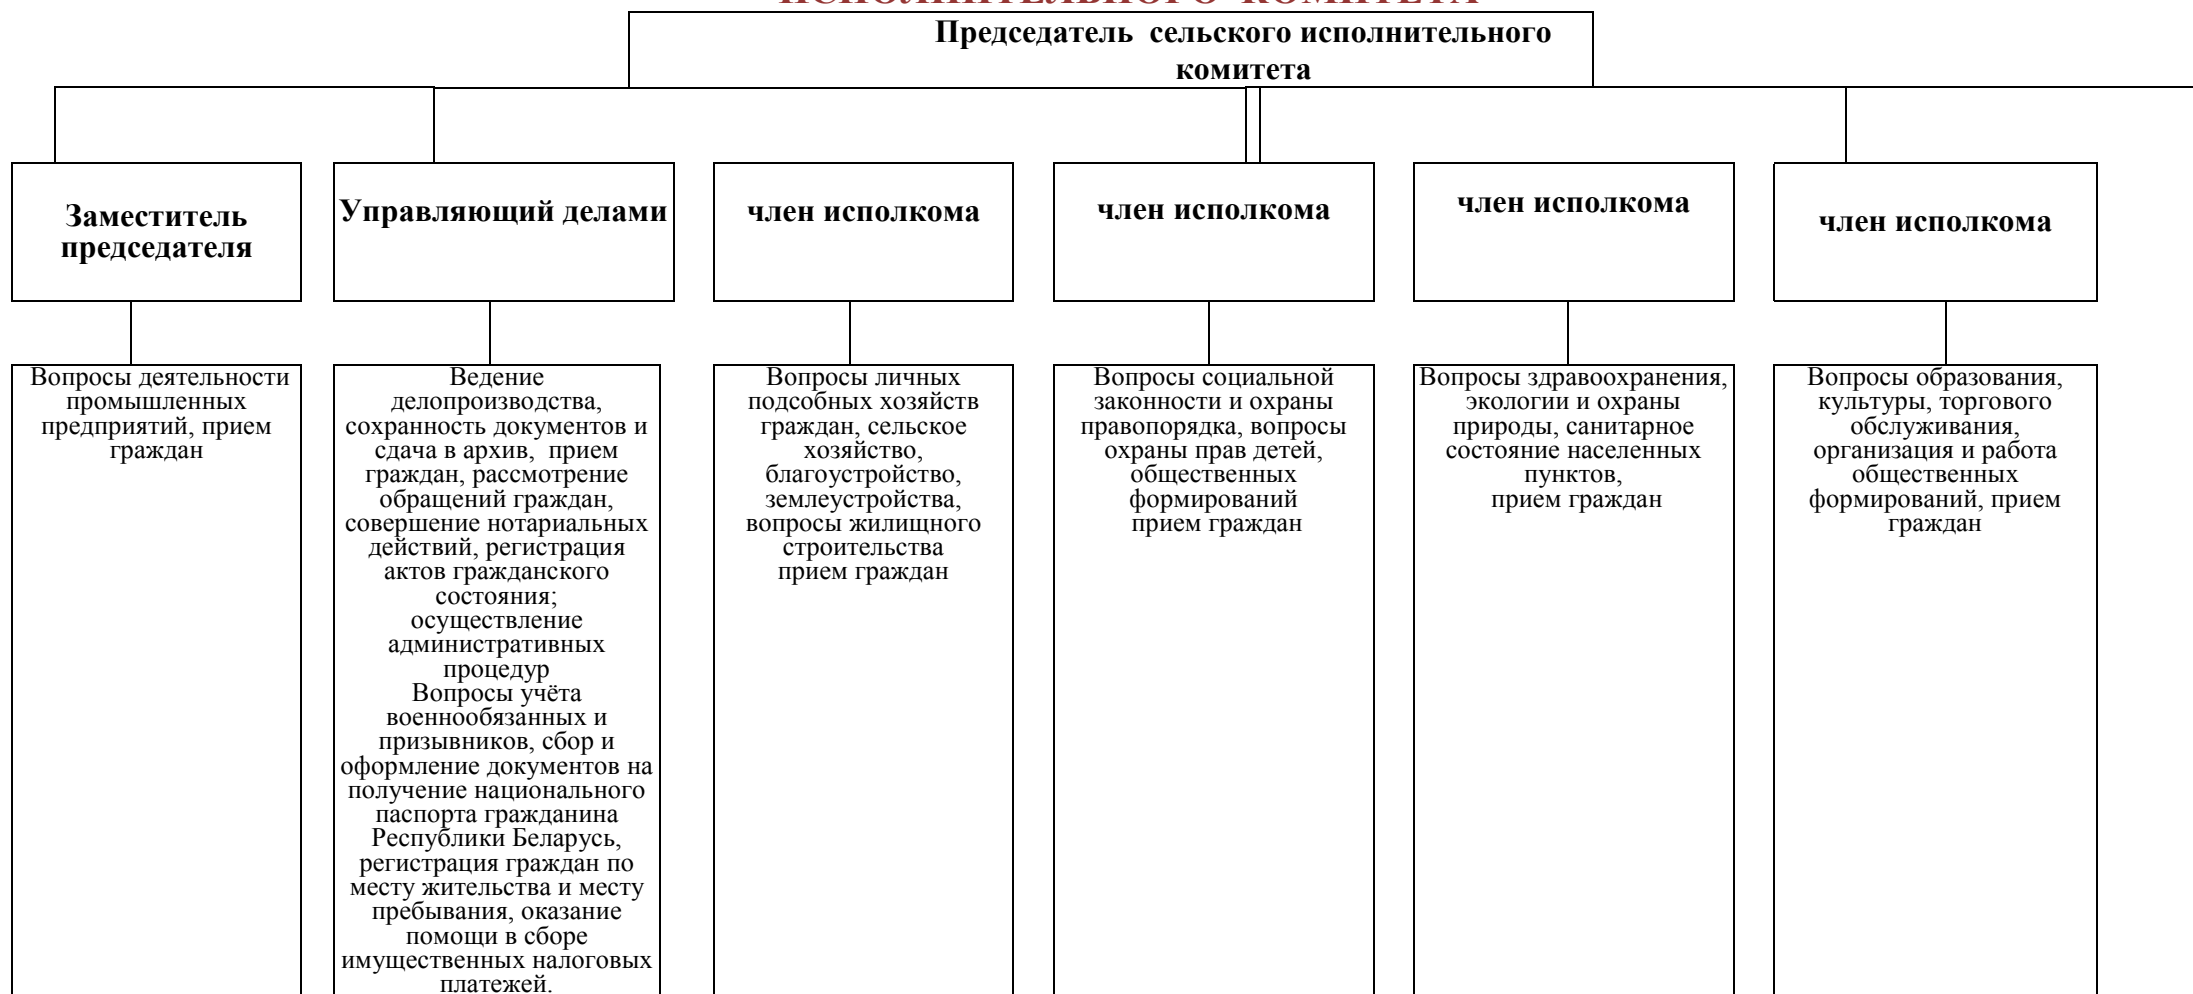 ИСПОЛНИТЕЛЬНОГО КОМИТЕТА
Председатель сельского исполнительного
комитета
Заместитель
председателя
Управляющий делами
член исполкома
член исполкома
член исполкома
член исполкома
Вопросы деятельности
промышленных
предприятий, прием
граждан
Ведение
делопроизводства,
сохранность документов и
сдача в архив, прием
граждан, рассмотрение
обращений граждан,
совершение нотариальных
действий, регистрация
актов гражданского
состояния;
осуществление
административных
процедур
Вопросы учёта
военнообязанных и
призывников, сбор и
оформление документов на
получение национального
паспорта гражданина
Республики Беларусь,
регистрация граждан по
месту жительства и месту
пребывания, оказание
помощи в сборе
имущественных налоговых
платежей.
Вопросы личных
подсобных хозяйств
граждан, сельское
хозяйство,
благоустройство,
землеустройства,
вопросы жилищного
строительства
прием граждан
Вопросы социальной
законности и охраны
правопорядка, вопросы
охраны прав детей,
общественных
формирований
прием граждан
Вопросы здравоохранения,
экологии и охраны
природы, санитарное
состояние населенных
пунктов,
прием граждан
Вопросы образования,
культуры, торгового
обслуживания,
организация и работа
общественных
формирований, прием
граждан